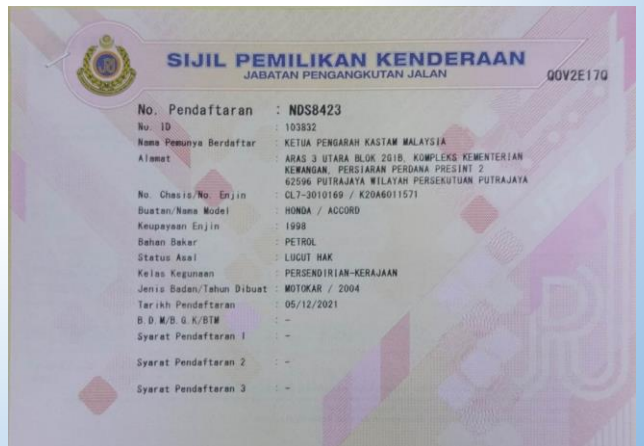 SIJIL PEMILIKAN KENDERAAN
JABATAN PENGANGKUTAN JALAN
QOV2E17Q
No. Pendaftaran : NDS8423
No. ID : 103832
Nama Pemunya Berdaftar : KETUA PENGARAH KASTAM MALAYSIA
Alamat : ARAS 3 UTARA BLOK 2G1B, KOMPLEKS KEMENTERIAN
KEWANGAN, PERSIARAN PERDANA PRESINT 2
62596 PUTRAJAYA WILAYAH PERSEKUTUAN PUTRAJAYA
No. Chasis/No. Enjin : CL7-3010169 / K20A6011571
Buatan/Nama Model : HONDA / ACCORD
Keupayaan Enjin : 1998
Bahan Bakar : PETROL
Status Asal : LUCUT HAK
Kelas Kegunaan : PERSENDIRIAN-KERAJAAN
Jenis Badan/Tahun Dibuat : MOTOKAR / 2004
Tarikh Pendaftaran : 05/12/2021
B.D.M/B.G.K/BTM : -
Syarat Pendaftaran 1 : -
Syarat Pendaftaran 2 : -
Syarat Pendaftaran 3 : -